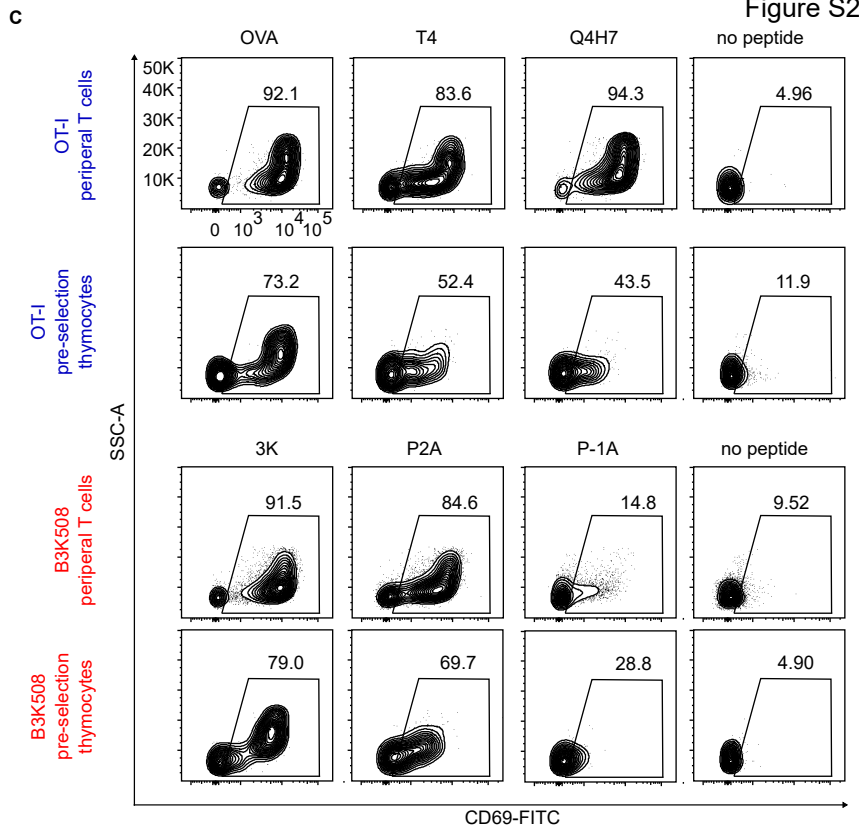 Figure S2
C
OVA T4 Q4H7 no peptide
OT-I
periperal T cells
50K
40K
30K
20K
10K
92.1 83.6 94.3 4.96
0 10^3 10^4 10^5
OT-I
pre-selection
thymocytes
73.2 52.4 43.5 11.9
SSC-A
3K P2A P-1A no peptide
B3K508
periperal T cells
91.5 84.6 14.8 9.52
B3K508
pre-selection
thymocytes
79.0 69.7 28.8 4.90
CD69-FITC